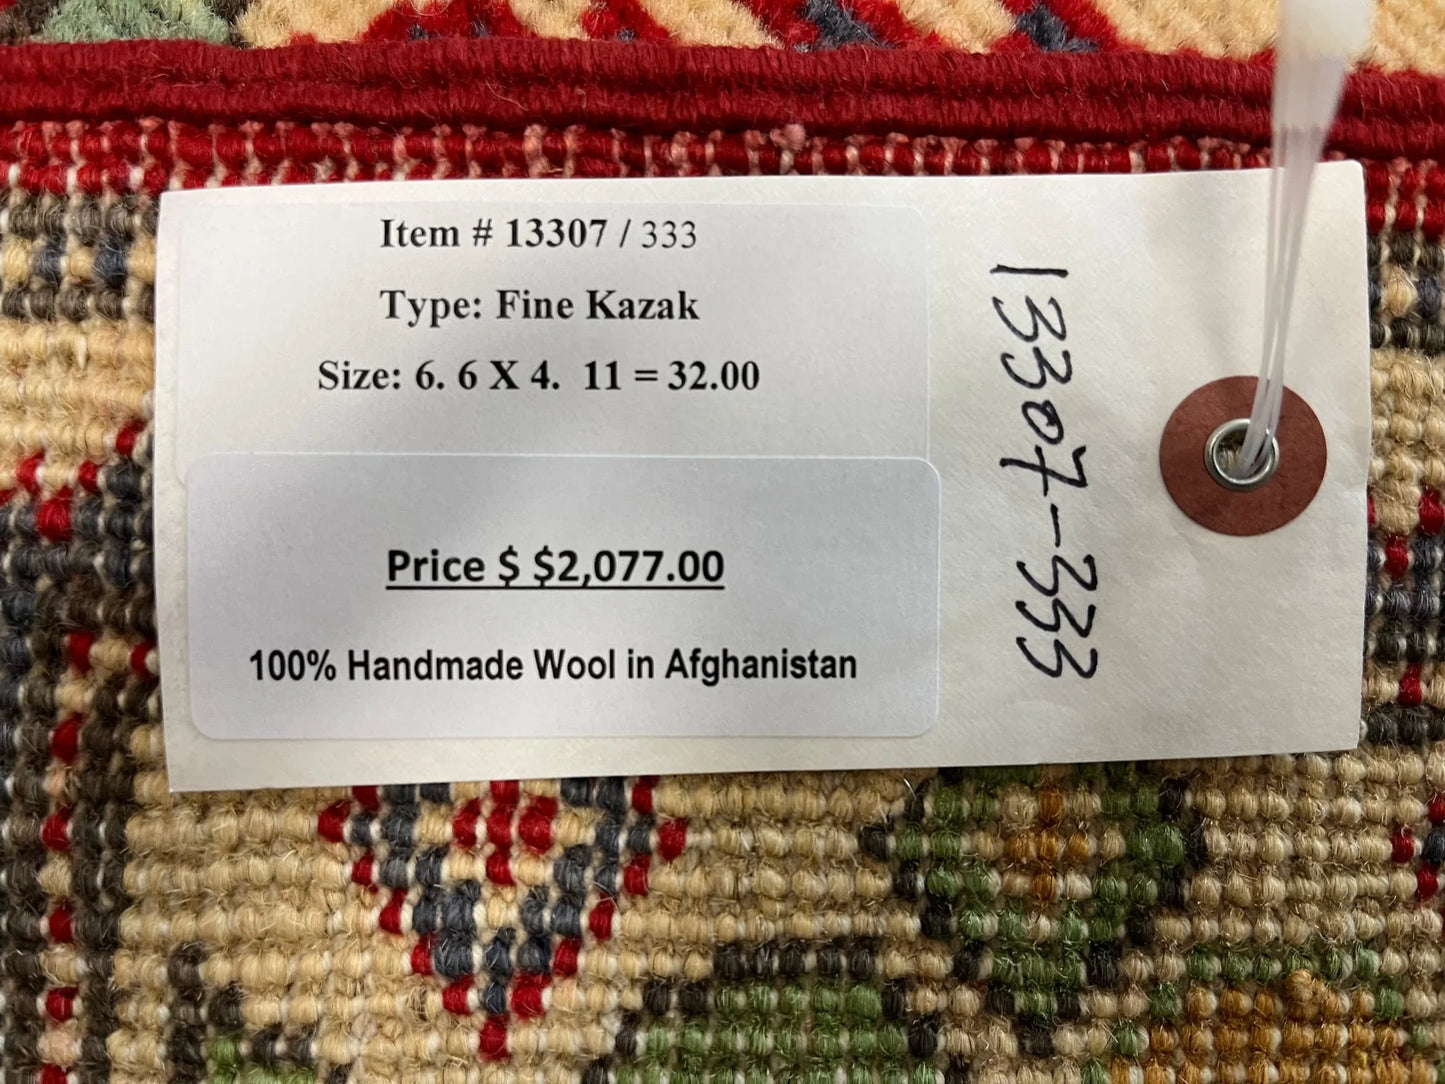 Item # 13307 / 333
Type: Fine Kazak
Size: 6. 6 X 4.  11 = 32.00
Price $ $2,077.00
100% Handmade Wool in Afghanistan
13307-333